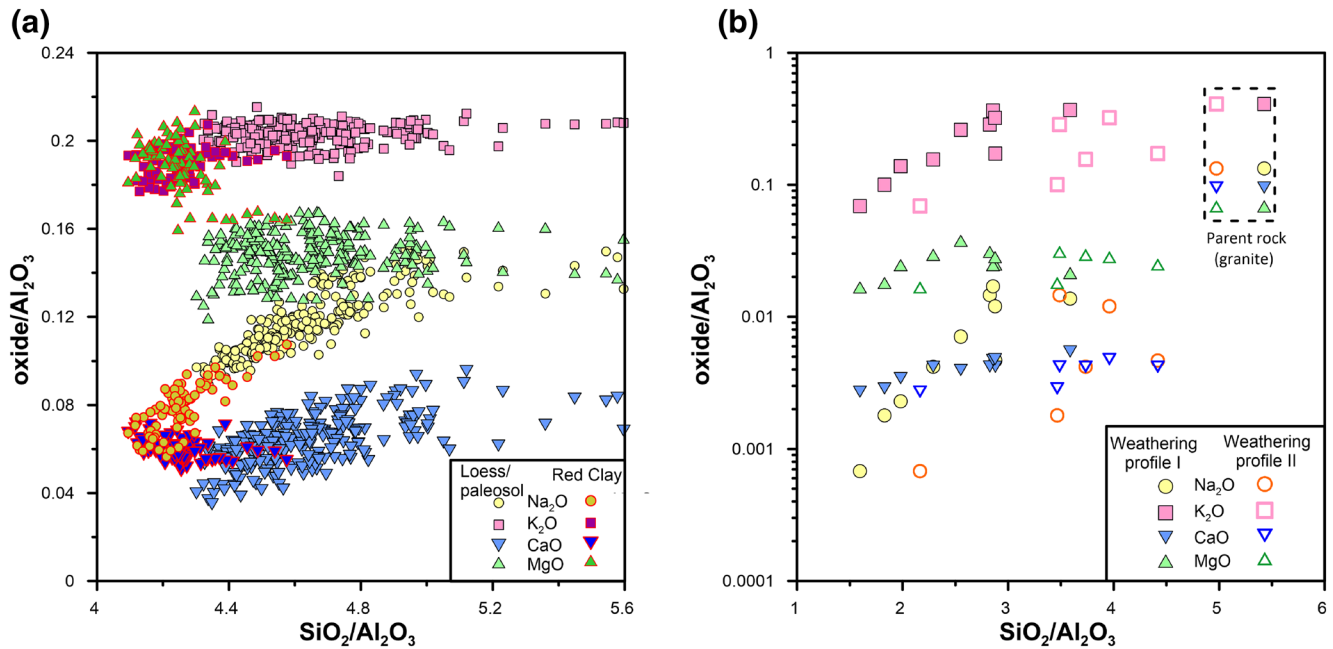 (a)
0.24
0.2
0.16
0.12
0.08
0.04
0
oxide/Al₂O₃
4
4.4
4.8
5.2
5.6
SiO₂/Al₂O₃
Loess/ Red Clay
paleosol
Na₂O
K₂O
CaO
MgO
(b)
1
0.1
0.01
0.001
0.0001
oxide/Al₂O₃
1
2
3
4
5
6
SiO₂/Al₂O₃
Parent rock
(granite)
Weathering Weathering
profile I profile II
Na₂O
K₂O
CaO
MgO